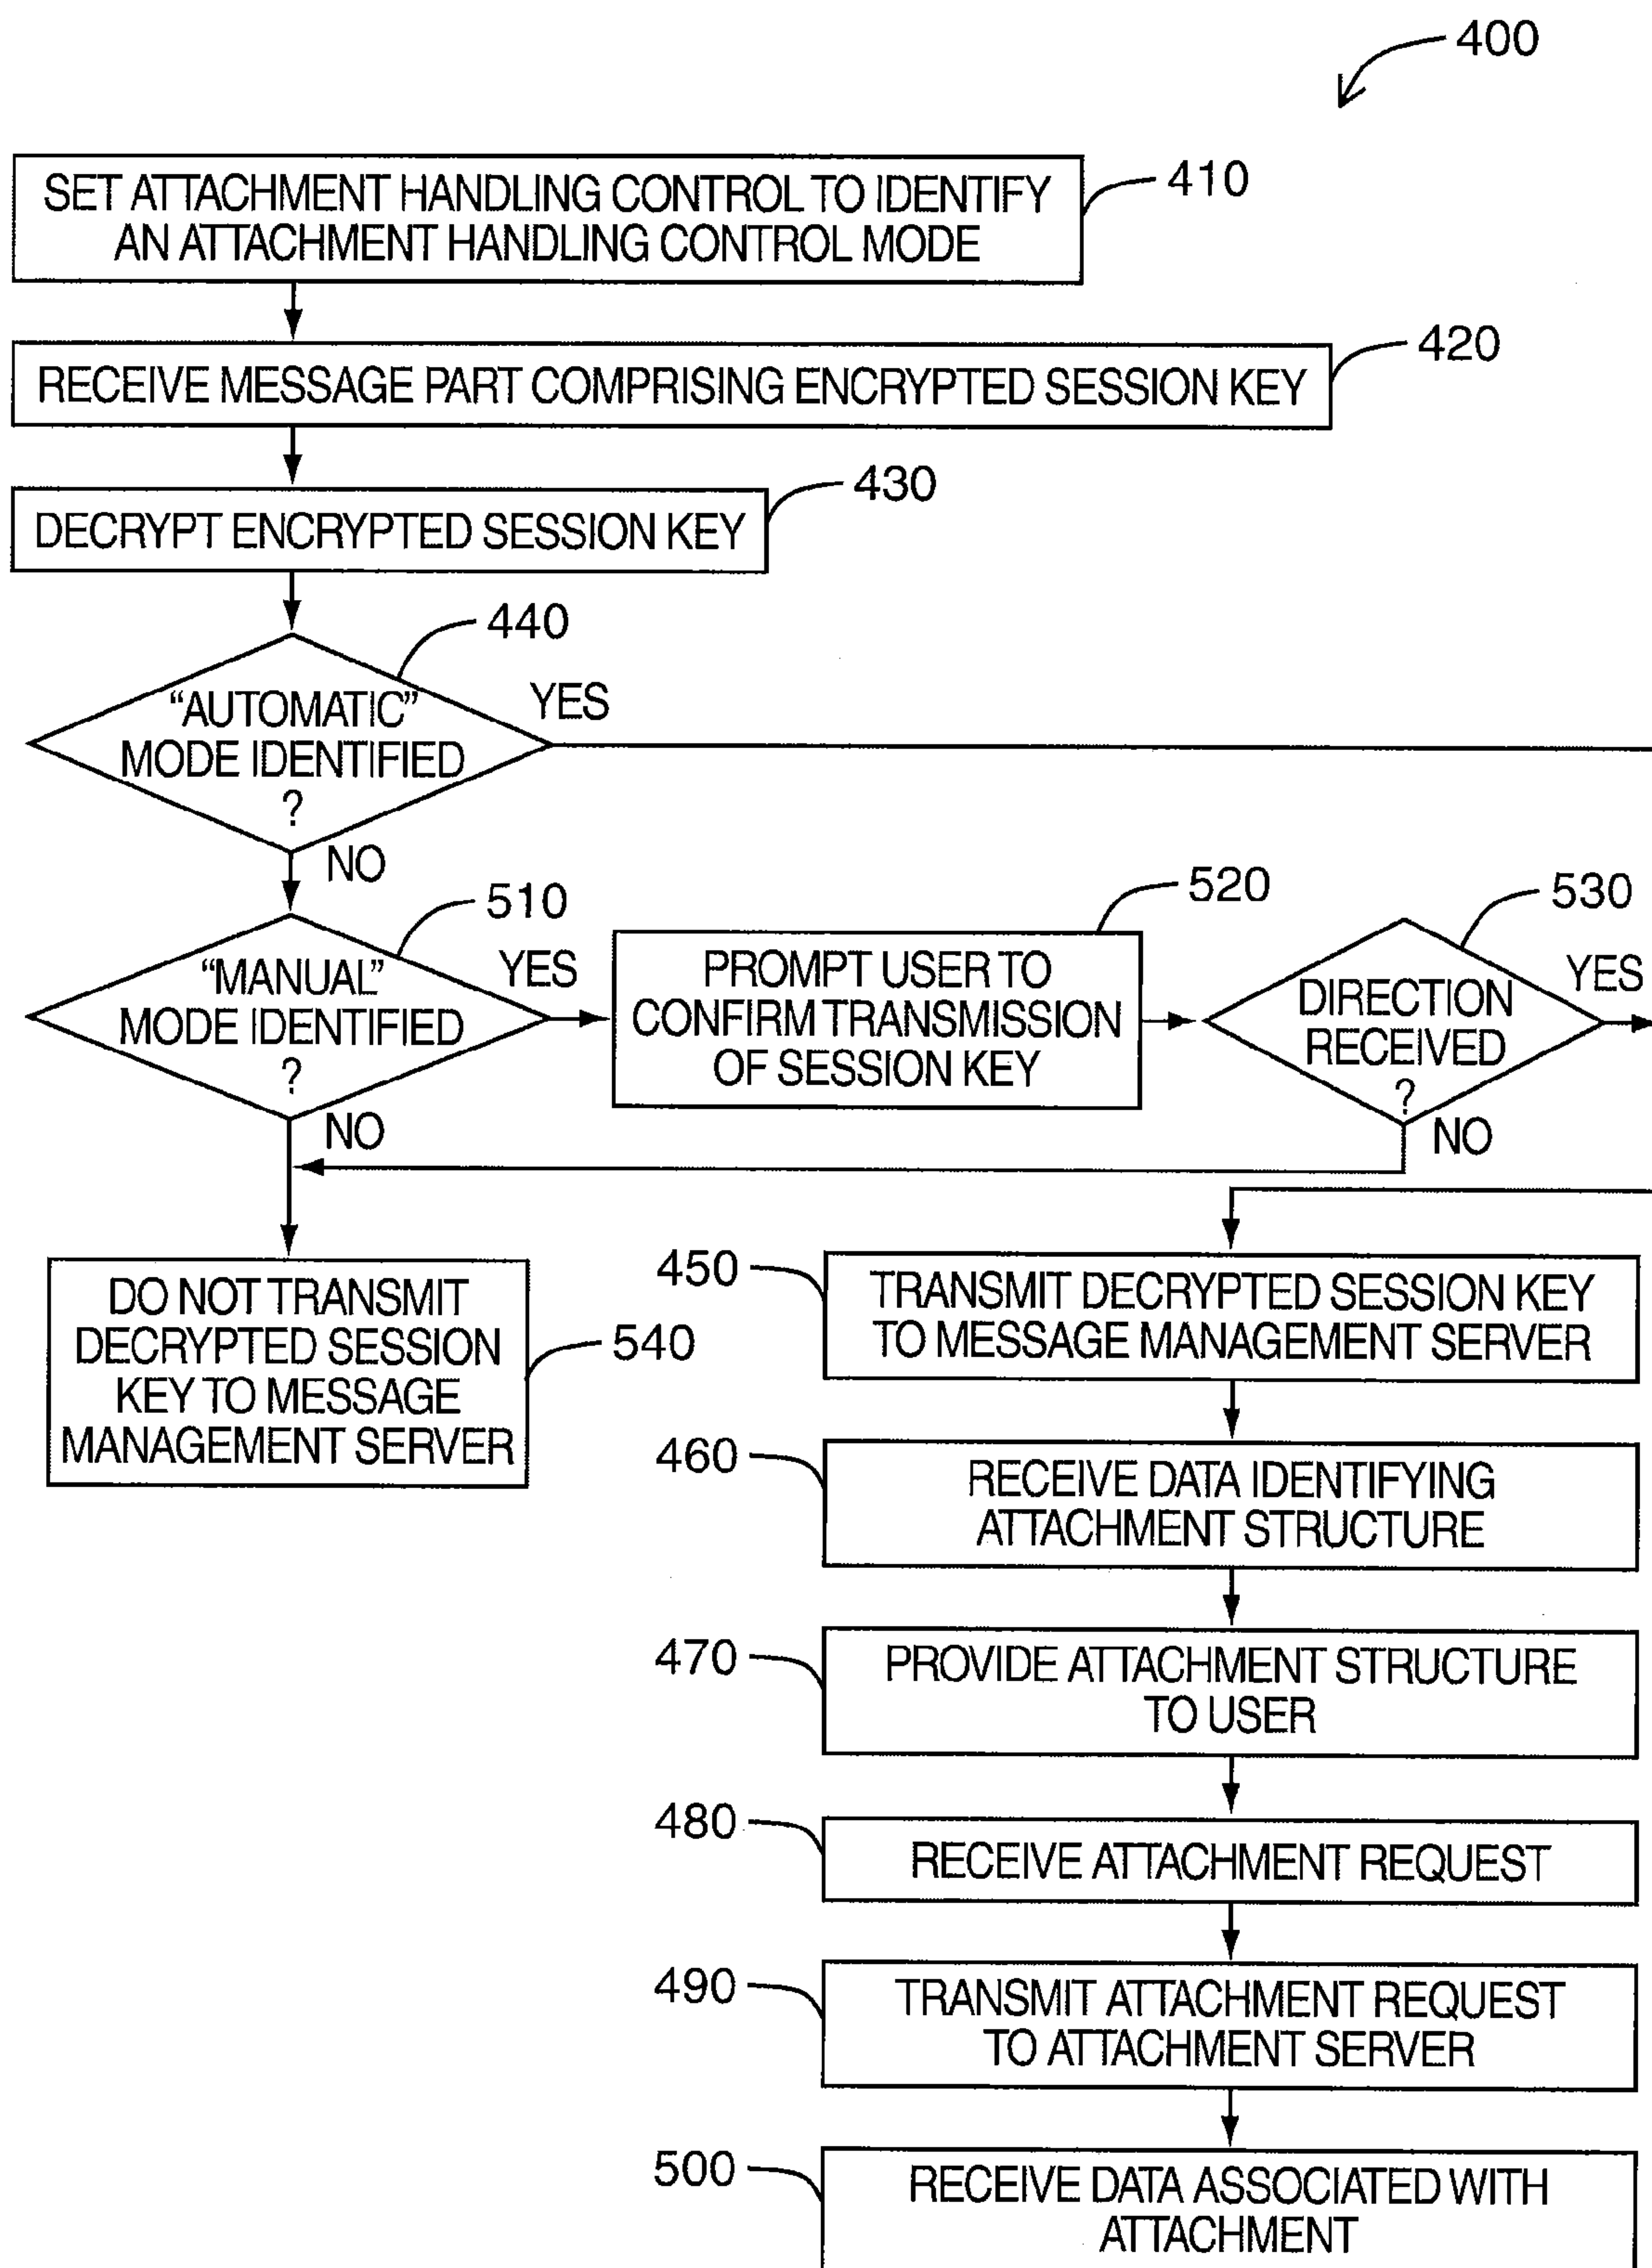 400
SET ATTACHMENT HANDLING CONTROL TO IDENTIFY
AN ATTACHMENT HANDLING CONTROL MODE
410
RECEIVE MESSAGE PART COMPRISING ENCRYPTED SESSION KEY
420
DECRYPT ENCRYPTED SESSION KEY
430
440
“AUTOMATIC”
MODE IDENTIFIED
?
YES
NO
510
“MANUAL”
MODE IDENTIFIED
?
YES
NO
520
PROMPT USER TO
CONFIRM TRANSMISSION
OF SESSION KEY
530
DIRECTION
RECEIVED
?
YES
NO
DO NOT TRANSMIT
DECRYPTED SESSION
KEY TO MESSAGE
MANAGEMENT SERVER
540
450
TRANSMIT DECRYPTED SESSION KEY
TO MESSAGE MANAGEMENT SERVER
460
RECEIVE DATA IDENTIFYING
ATTACHMENT STRUCTURE
470
PROVIDE ATTACHMENT STRUCTURE
TO USER
480
RECEIVE ATTACHMENT REQUEST
490
TRANSMIT ATTACHMENT REQUEST
TO ATTACHMENT SERVER
500
RECEIVE DATA ASSOCIATED WITH
ATTACHMENT